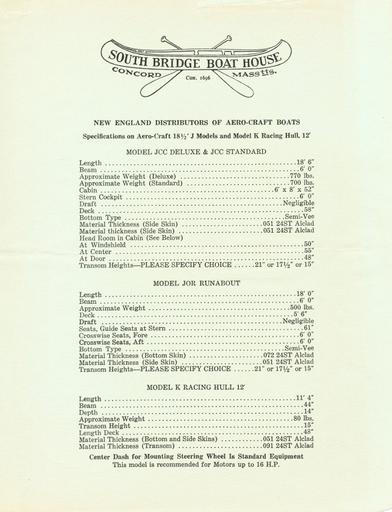 SOUTH BRIDGE BOAT HOUSE
CONCORD Cum. 1696 MASSTTS.
NEW ENGLAND DISTRIBUTORS OF AERO-CRAFT BOATS
Specifications on Aero-Craft 18½' J Models and Model K Racing Hull, 12'
MODEL JCC DELUXE & JCC STANDARD
Length 18' 6"
Beam 6' 0"
Approximate Weight (Deluxe) 770 lbs.
Approximate Weight (Standard) 700 lbs.
Cabin 6' x 8' x 52"
Stern Cockpit 6' 0"
Draft Negligible
Deck 58"
Bottom Type Semi-Vee
Material Thickness (Side Skin) .051 24ST Alclad
Material thickness (Side Skin) .051 24ST Alclad
Head Room in Cabin (See Below)
At Windshield 50"
At Center 55"
At Door 48"
Transom Heights—PLEASE SPECIFY CHOICE 21" or 17½" or 15"
MODEL JOR RUNABOUT
Length 18' 0"
Beam 6' 0"
Approximate Weight 500 lbs.
Deck 5' 6"
Draft Negligible
Seats, Guide Seats at Stern 61"
Crosswise Seats, Fore 6' 0"
Crosswise Seats, Aft 6' 0"
Bottom Type Semi-Vee
Material Thickness (Bottom Skin) .072 24ST Alclad
Material Thickness (Side Skin) .051 24ST Alclad
Transom Heights—PLEASE SPECIFY CHOICE 21" or 17½" or 15"
MODEL K RACING HULL 12'
Length 11' 4"
Beam 44"
Depth 14"
Approximate Weight 80 lbs.
Transom Height 15"
Length Deck 48"
Material Thickness (Bottom and Side Skins) .051 24ST Alclad
Material Thickness (Transom) .091 24ST Alclad
Center Dash for Mounting Steering Wheel Is Standard Equipment
This model is recommended for Motors up to 16 H.P.